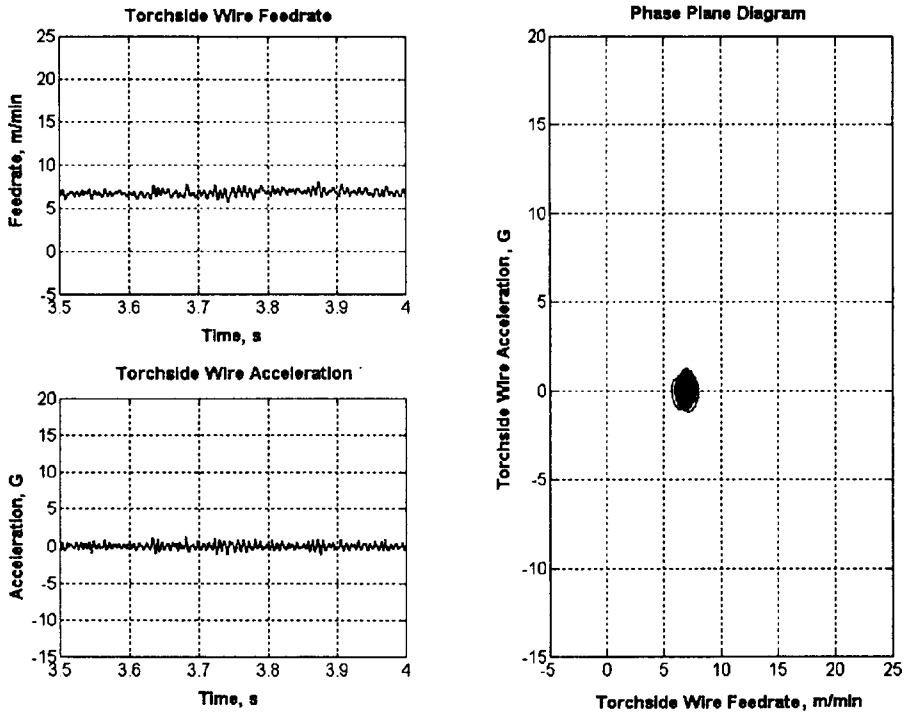 Torchside Wire Feedrate
25
20
15
10
5
0
-5
3.5 3.6 3.7 3.8 3.9 4
Feedrate, m/min
Time, s
Torchside Wire Acceleration
20
15
10
5
0
-5
-10
-15
3.5 3.6 3.7 3.8 3.9 4
Acceleration, G
Time, s
Phase Plane Diagram
20
15
10
5
0
-5
-10
15
-5 0 5 10 15 20 25
Torchside Wire Acceleration, G
Torchside Wire Feedrate, m/min